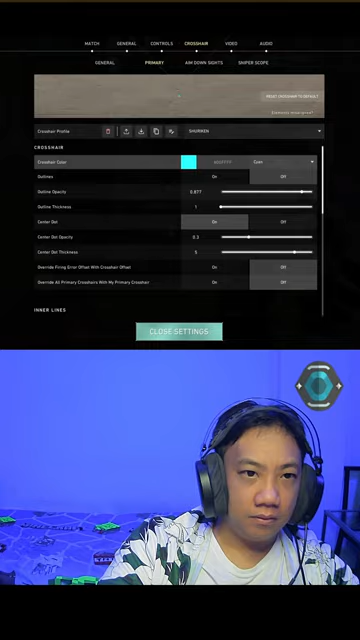 MATCH GENERAL CONTROLS CROSSHAIR VIDEO AUDIO
GENERAL PRIMARY AIM DOWN SIGHTS SNIPER SCOPE
RESET CROSSHAIR TO DEFAULT
Elements misaligned?
Crosshair Profile SHURIKEN
CROSSHAIR
Crosshair Color Cyan
Outlines On Off
Outline Opacity 0.877
Outline Thickness 1
Center Dot On Off
Center Dot Opacity 0.3
Center Dot Thickness 5
Override Firing Error Offset With Crosshair Offset On Off
Override All Primary Crosshairs With My Primary Crosshair On Off
INNER LINES
CLOSE SETTINGS